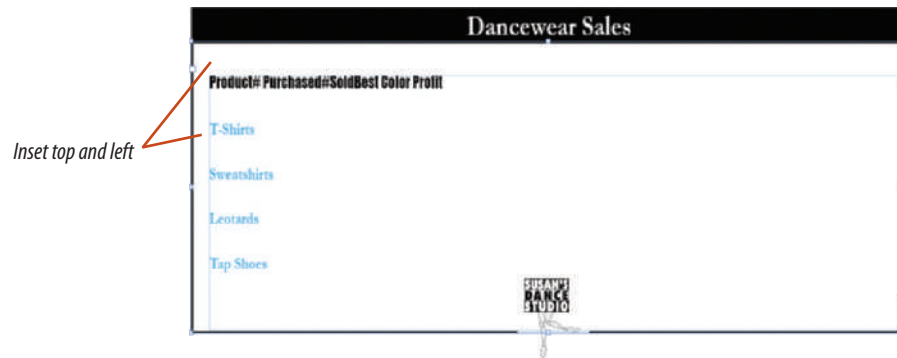 Dancewear Sales
Product# Purchased#SoldBest Color Profit
Inset top and left
T-Shirts
Sweatshirts
Leotards
Tap Shoes
SUSAN'S
DANCE
STUDIO